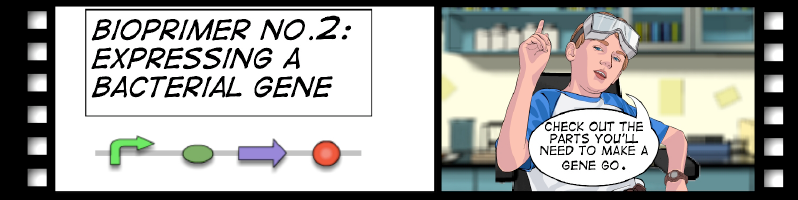 BIOPRIMER NO.2:
EXPRESSING A
BACTERIAL GENE
CHECK OUT THE
PARTS YOU'LL
NEED TO MAKE A
GENE GO.